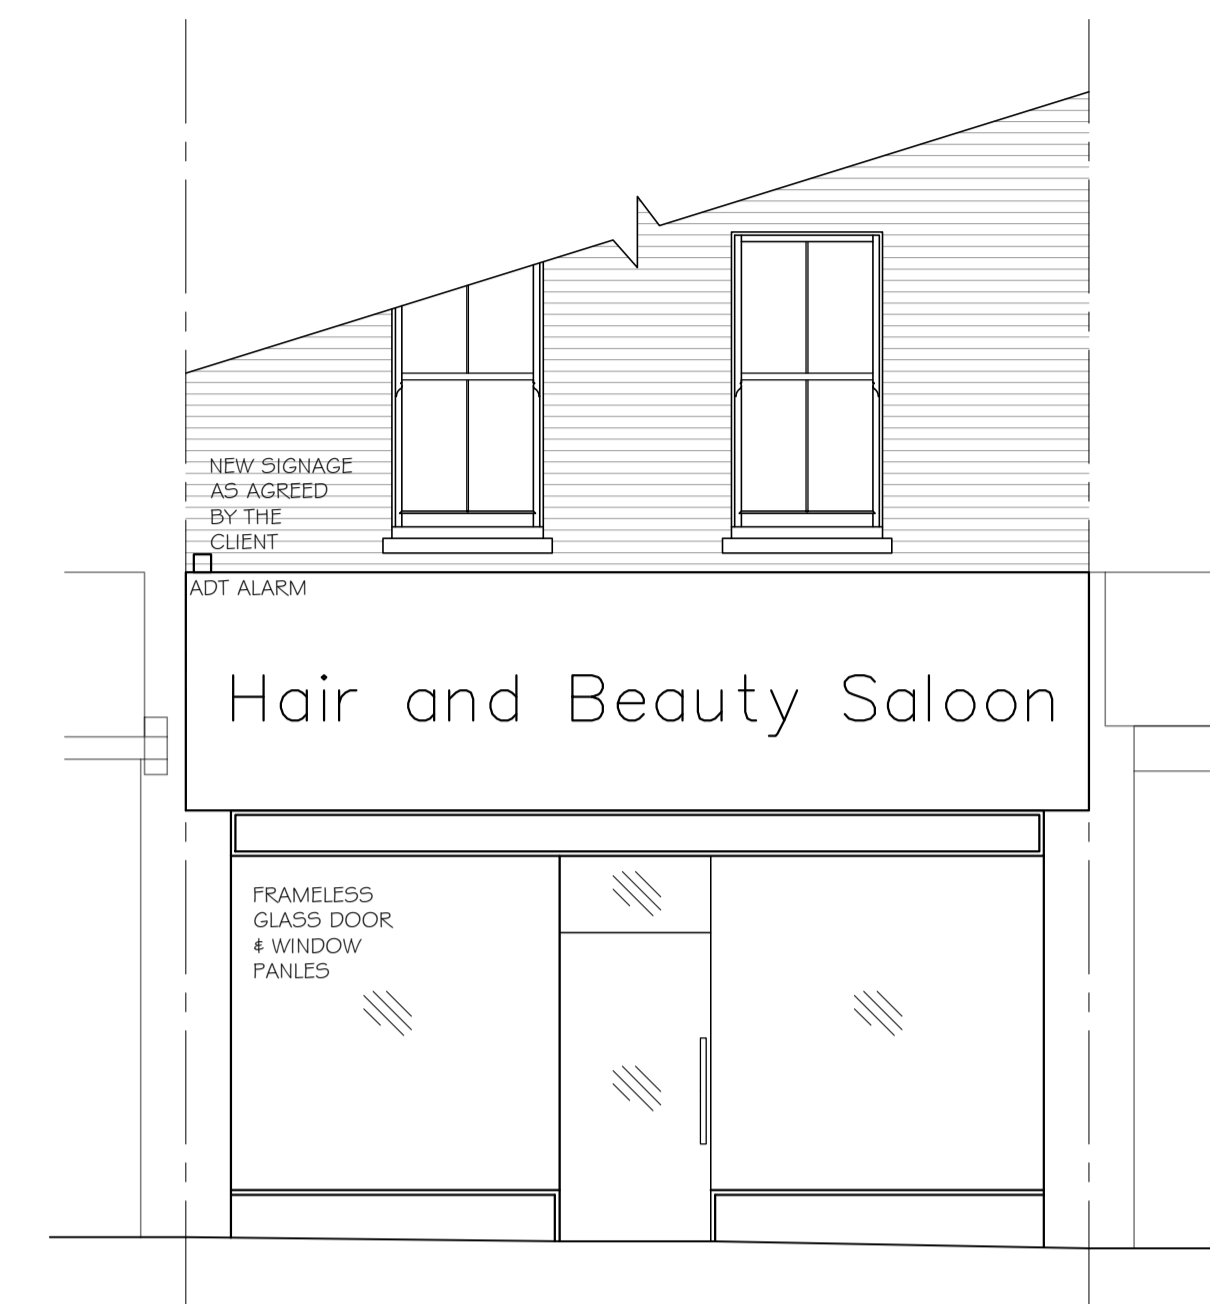 NEW SIGNAGE
AS AGREED
BY THE
CLIENT
ADT ALARM
Hair and Beauty Saloon
FRAMELESS
GLASS DOOR
& WINDOW
PANLES